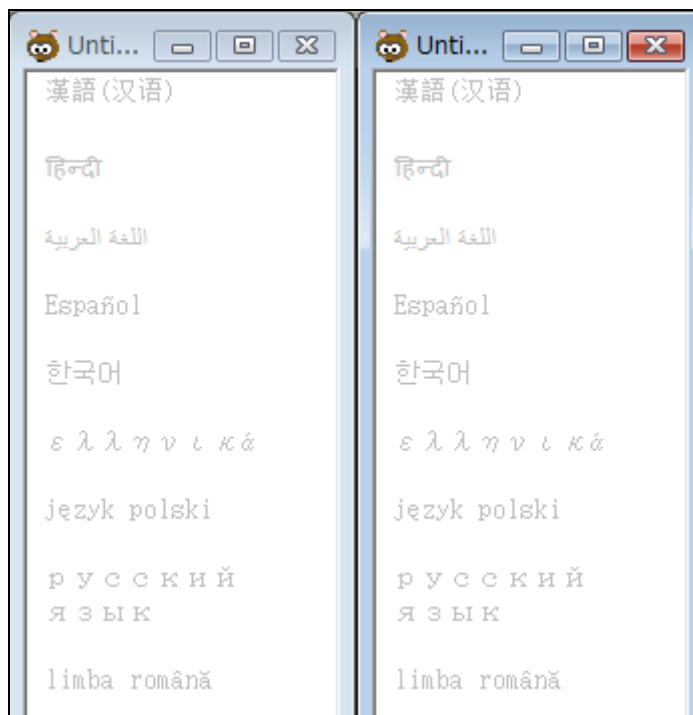 Unti...
漢語(汉语)
हिन्दी
اللغة العربية
Español
한국어
ελληνικά
język polski
русский
язык
limba română
Unti...
漢語(汉语)
हिन्दी
اللغة العربية
Español
한국어
ελληνικά
język polski
русский
язык
limba română